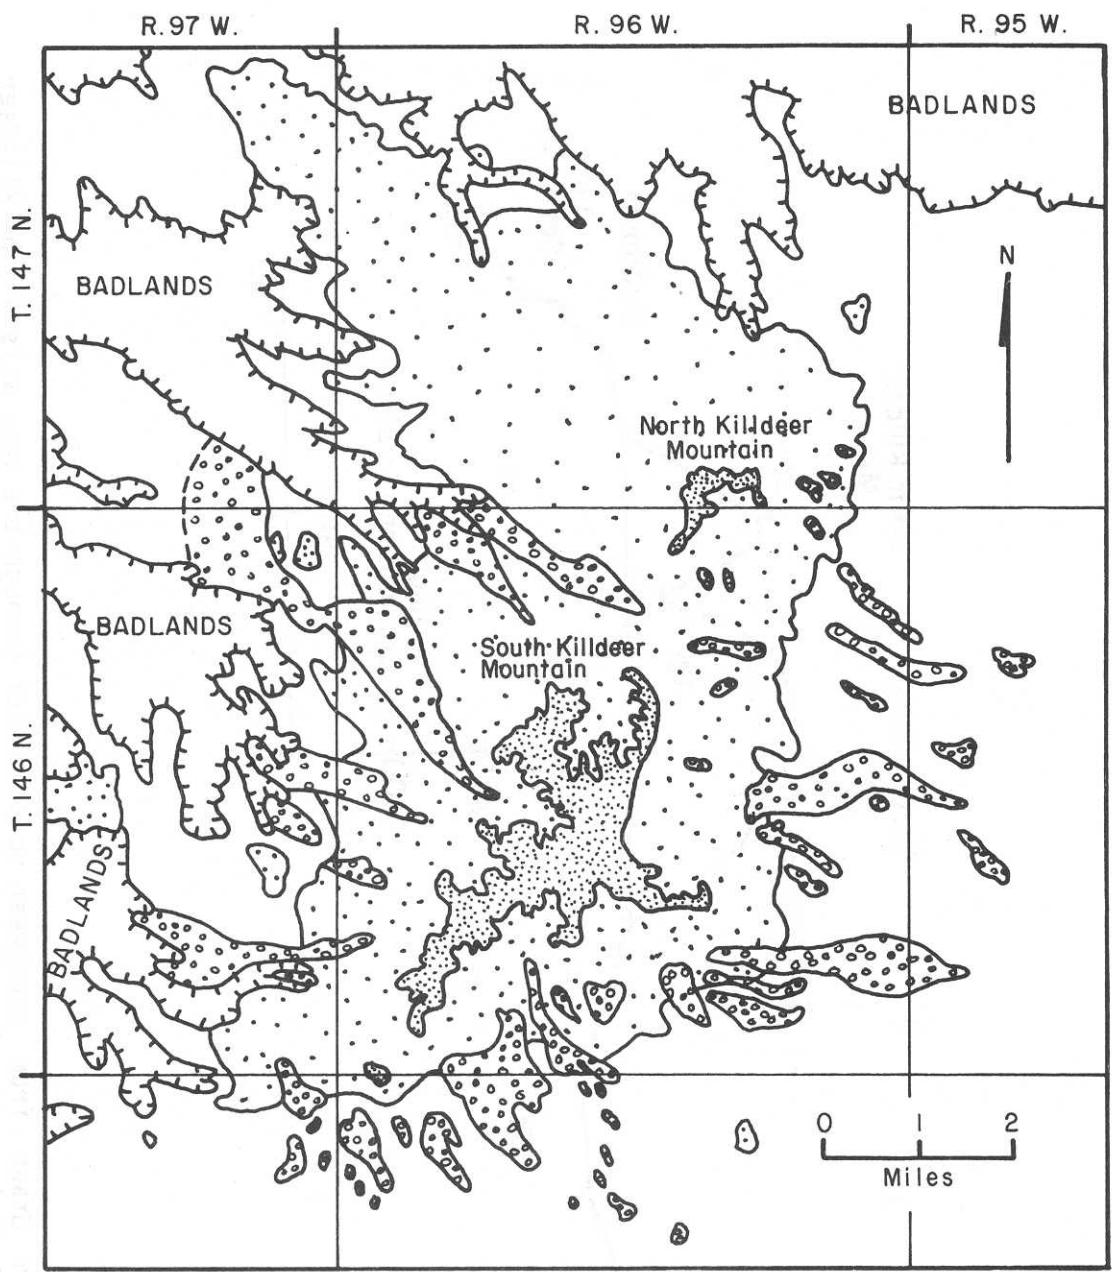 R. 97 W.
R. 96 W.
R. 95 W.
BADLANDS
T. 147 N.
N
BADLANDS
North Killdeer
Mountain
BADLANDS
South Killdeer
Mountain
T. 146 N.
BADLANDS
0 1 2
Miles